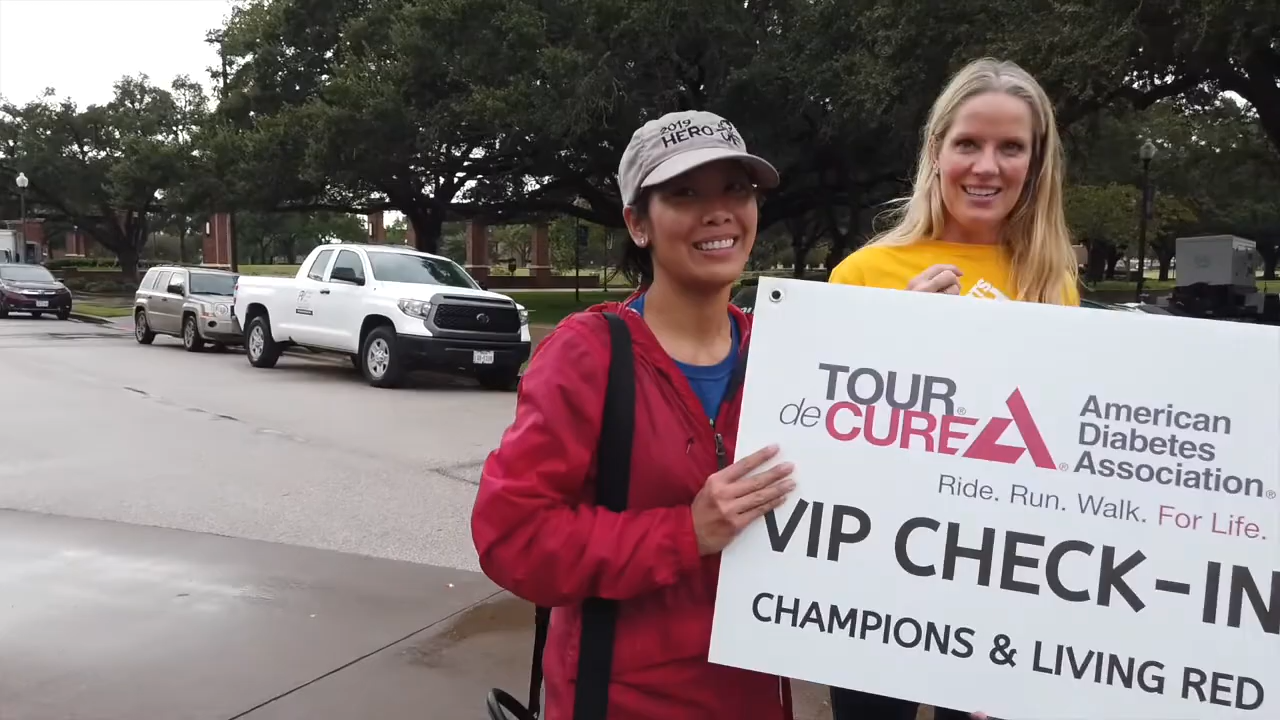 2019
HERO
TOUR
de CURE
American
Diabetes
Association®
Ride. Run. Walk. For Life.
VIP CHECK-IN
CHAMPIONS & LIVING RED